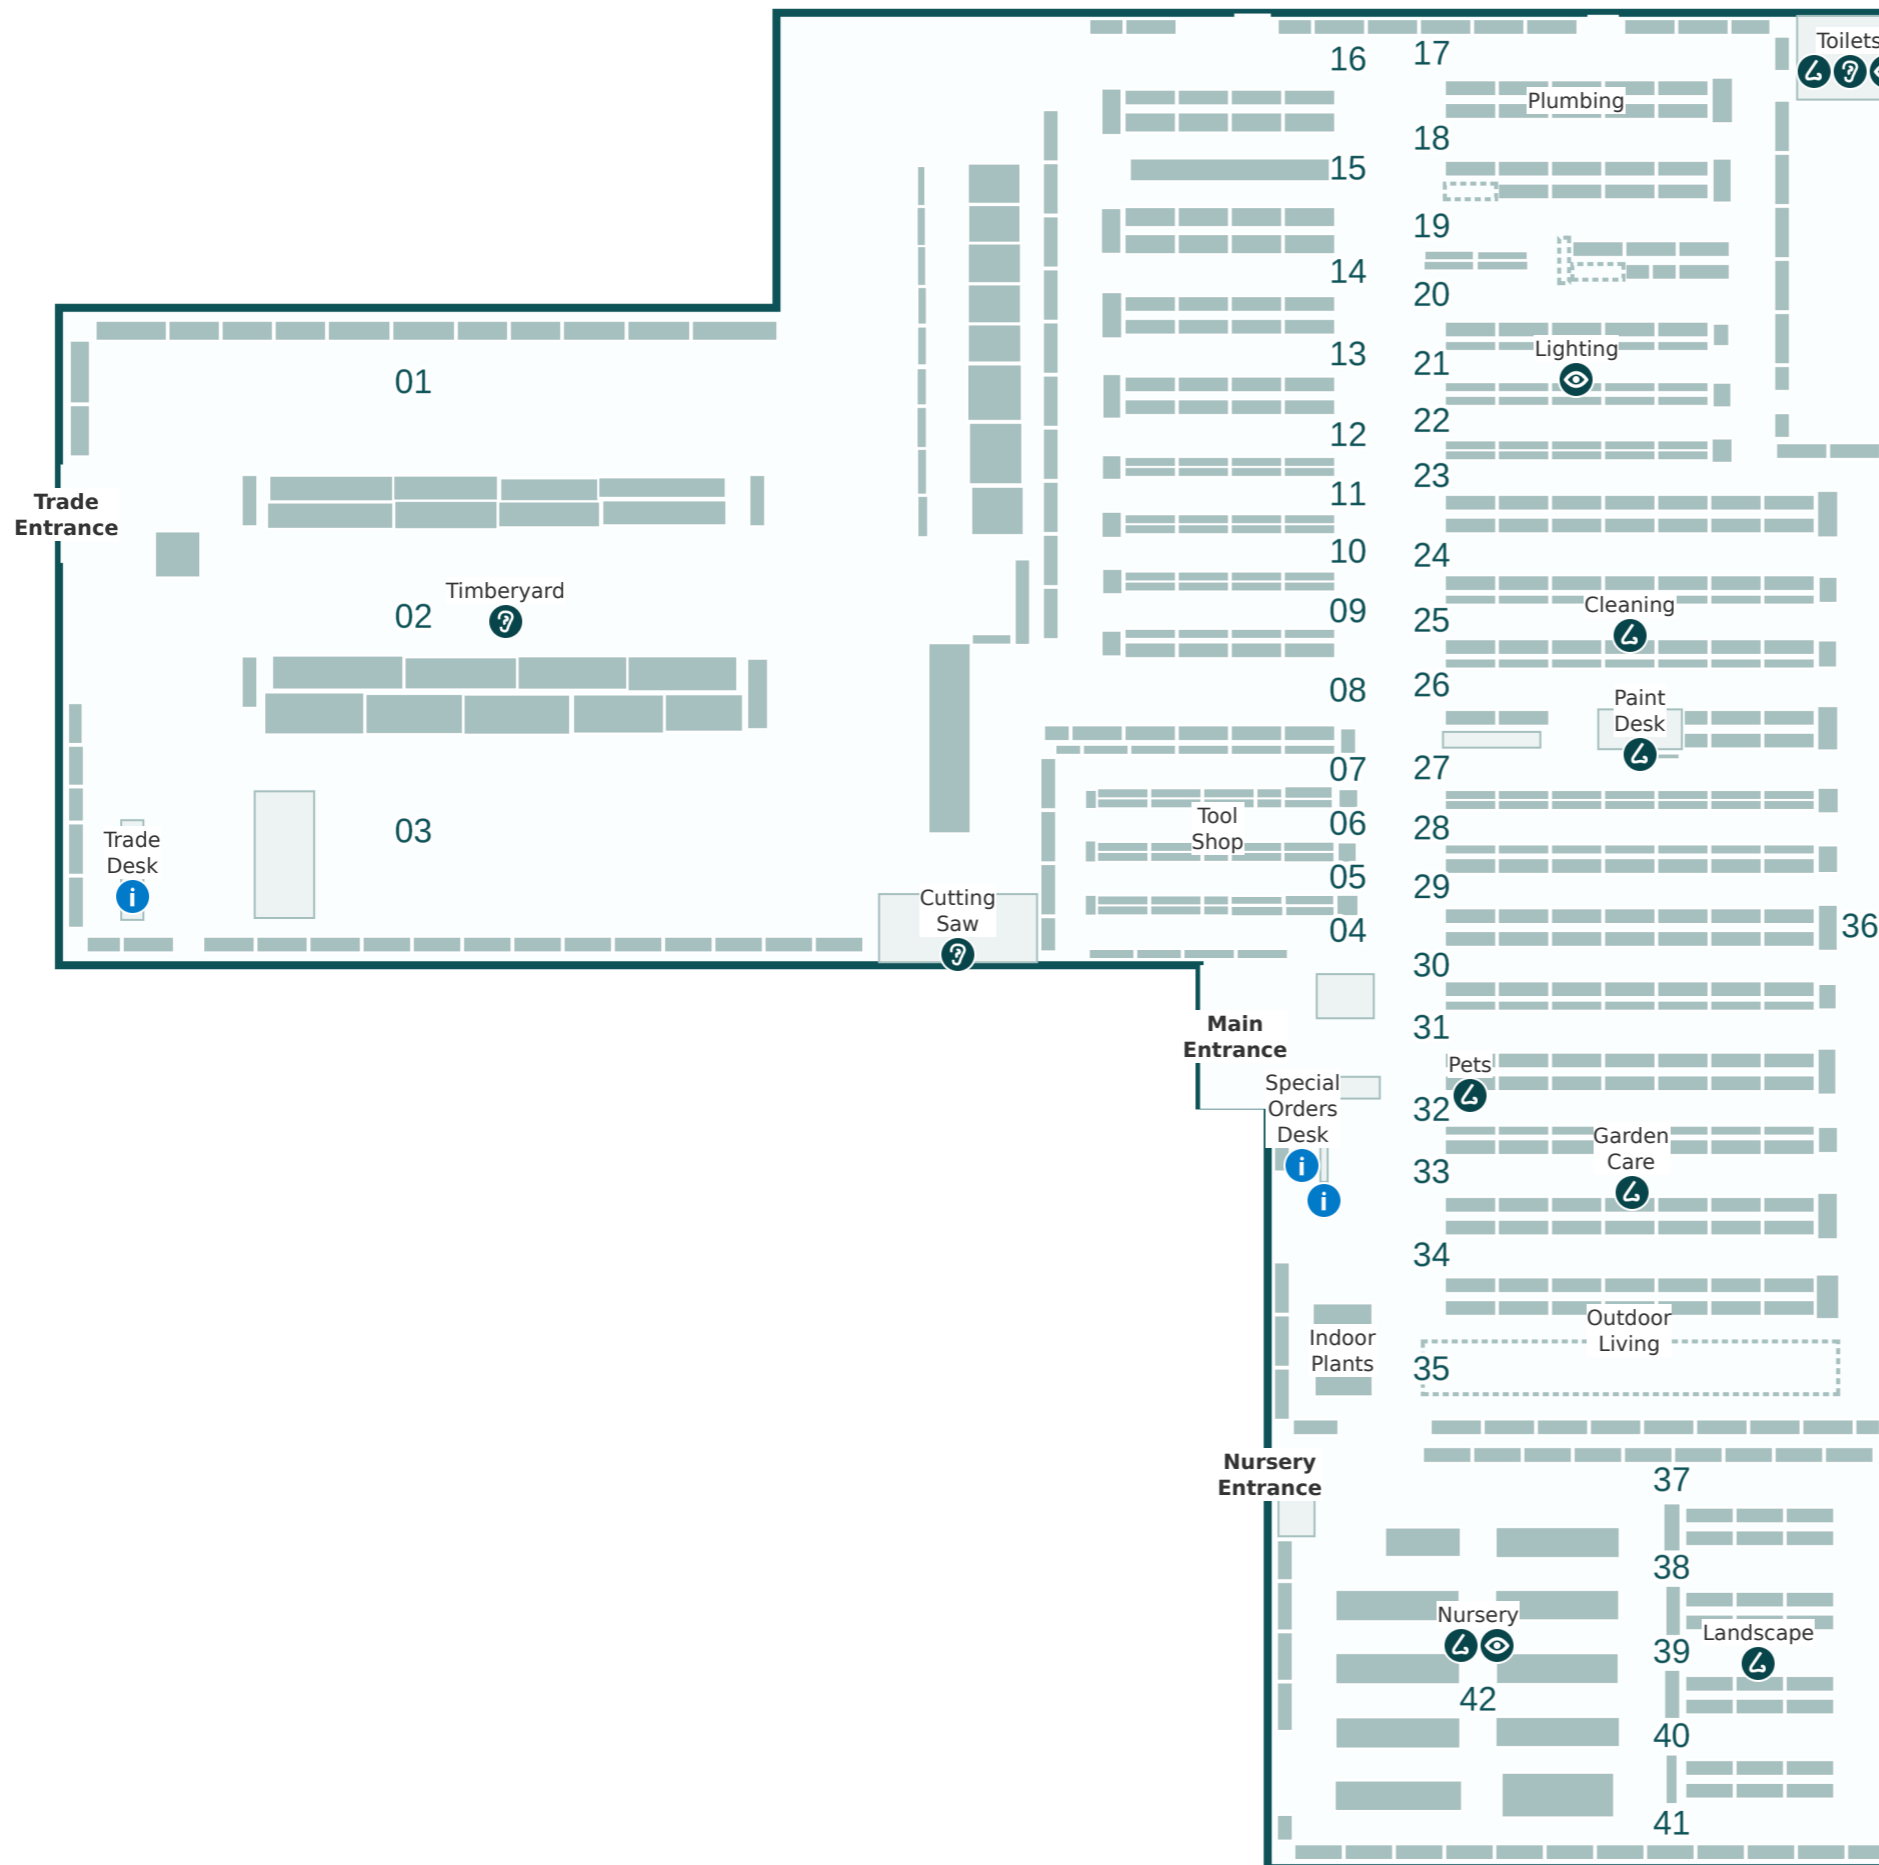 16
17
Toilets
Plumbing
18
15
19
14
20
13
21
Lighting
01
12
22
23
11
Trade
Entrance
10
24
Timberyard
02
09
25
Cleaning
08
26
Paint
Desk
07
27
Tool
Shop
06
28
03
Trade
Desk
i
05
29
Cutting
Saw
04
36
30
Main
Entrance
31
Pets
Special
Orders
Desk
i
i
32
Garden
Care
33
34
Outdoor
Living
Indoor
Plants
35
Nursery
Entrance
37
38
Nursery
Landscape
39
42
40
41